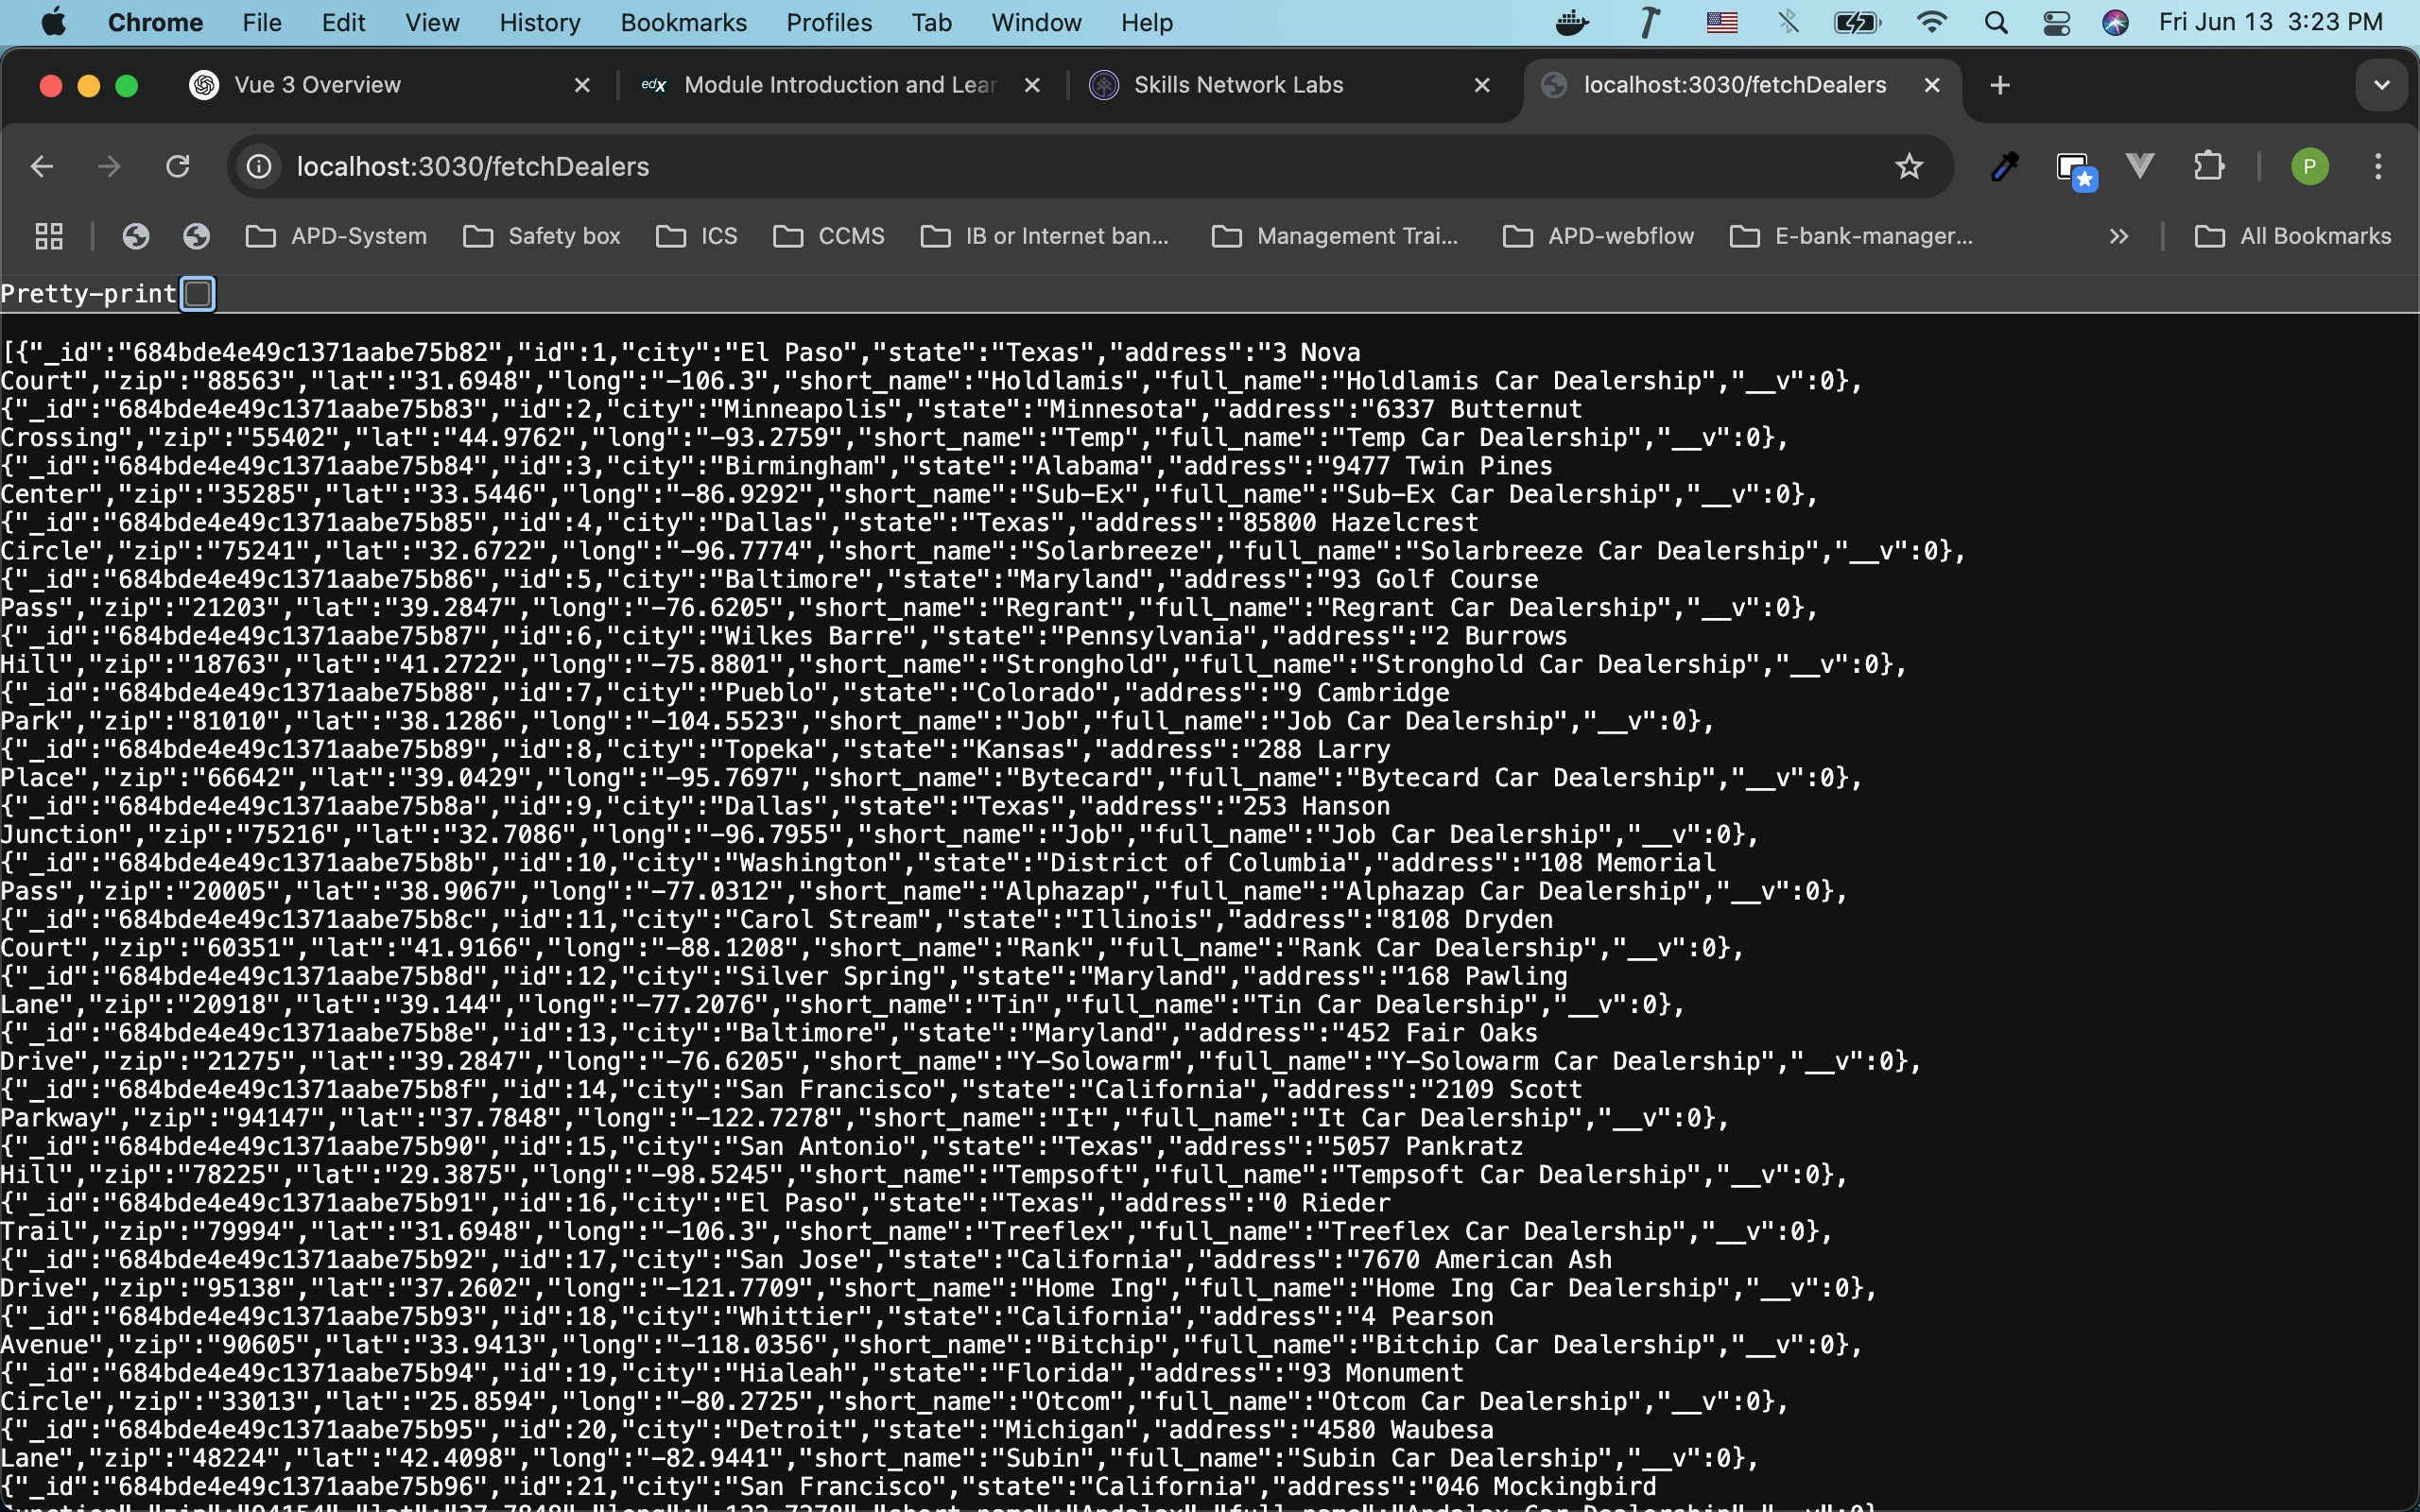 Chrome File Edit View History Bookmarks Profiles Tab Window Help Fri Jun 13 3:23 PM
Vue 3 Overview edX Module Introduction and Lear Skills Network Labs localhost:3030/fetchDealers
localhost:3030/fetchDealers P
APD-System Safety box ICS CCMS IB or Internet ban... Management Trai... APD-webflow E-bank-manager... All Bookmarks
Pretty-print
[{"_id":"684bde4e49c1371aabe75b82","id":1,"city":"El Paso","state":"Texas","address":"3 Nova
Court","zip":"88563","lat":"31.6948","long":"-106.3","short_name":"Holdlamis","full_name":"Holdlamis Car Dealership","__v":0},
{"_id":"684bde4e49c1371aabe75b83","id":2,"city":"Minneapolis","state":"Minnesota","address":"6337 Butternut
Crossing","zip":"55402","lat":"44.9762","long":"-93.2759","short_name":"Temp","full_name":"Temp Car Dealership","__v":0},
{"_id":"684bde4e49c1371aabe75b84","id":3,"city":"Birmingham","state":"Alabama","address":"9477 Twin Pines
Center","zip":"35285","lat":"33.5446","long":"-86.9292","short_name":"Sub-Ex","full_name":"Sub-Ex Car Dealership","__v":0},
{"_id":"684bde4e49c1371aabe75b85","id":4,"city":"Dallas","state":"Texas","address":"85800 Hazelcrest
Circle","zip":"75241","lat":"32.6722","long":"-96.7774","short_name":"Solarbreeze","full_name":"Solarbreeze Car Dealership","__v":0},
{"_id":"684bde4e49c1371aabe75b86","id":5,"city":"Baltimore","state":"Maryland","address":"93 Golf Course
Pass","zip":"21203","lat":"39.2847","long":"-76.6205","short_name":"Regrant","full_name":"Regrant Car Dealership","__v":0},
{"_id":"684bde4e49c1371aabe75b87","id":6,"city":"Wilkes Barre","state":"Pennsylvania","address":"2 Burrows
Hill","zip":"18763","lat":"41.2722","long":"-75.8801","short_name":"Stronghold","full_name":"Stronghold Car Dealership","__v":0},
{"_id":"684bde4e49c1371aabe75b88","id":7,"city":"Pueblo","state":"Colorado","address":"9 Cambridge
Park","zip":"81010","lat":"38.1286","long":"-104.5523","short_name":"Job","full_name":"Job Car Dealership","__v":0},
{"_id":"684bde4e49c1371aabe75b89","id":8,"city":"Topeka","state":"Kansas","address":"288 Larry
Place","zip":"66642","lat":"39.0429","long":"-95.7697","short_name":"Bytecard","full_name":"Bytecard Car Dealership","__v":0},
{"_id":"684bde4e49c1371aabe75b8a","id":9,"city":"Dallas","state":"Texas","address":"253 Hanson
Junction","zip":"75216","lat":"32.7086","long":"-96.7955","short_name":"Job","full_name":"Job Car Dealership","__v":0},
{"_id":"684bde4e49c1371aabe75b8b","id":10,"city":"Washington","state":"District of Columbia","address":"108 Memorial
Pass","zip":"20005","lat":"38.9067","long":"-77.0312","short_name":"Alphazap","full_name":"Alphazap Car Dealership","__v":0},
{"_id":"684bde4e49c1371aabe75b8c","id":11,"city":"Carol Stream","state":"Illinois","address":"8108 Dryden
Court","zip":"60351","lat":"41.9166","long":"-88.1208","short_name":"Rank","full_name":"Rank Car Dealership","__v":0},
{"_id":"684bde4e49c1371aabe75b8d","id":12,"city":"Silver Spring","state":"Maryland","address":"168 Pawling
Lane","zip":"20918","lat":"39.144","long":"-77.2076","short_name":"Tin","full_name":"Tin Car Dealership","__v":0},
{"_id":"684bde4e49c1371aabe75b8e","id":13,"city":"Baltimore","state":"Maryland","address":"452 Fair Oaks
Drive","zip":"21275","lat":"39.2847","long":"-76.6205","short_name":"Y-Solowarm","full_name":"Y-Solowarm Car Dealership","__v":0},
{"_id":"684bde4e49c1371aabe75b8f","id":14,"city":"San Francisco","state":"California","address":"2109 Scott
Parkway","zip":"94147","lat":"37.7848","long":"-122.7278","short_name":"It","full_name":"It Car Dealership","__v":0},
{"_id":"684bde4e49c1371aabe75b90","id":15,"city":"San Antonio","state":"Texas","address":"5057 Pankratz
Hill","zip":"78225","lat":"29.3875","long":"-98.5245","short_name":"Tempsoft","full_name":"Tempsoft Car Dealership","__v":0},
{"_id":"684bde4e49c1371aabe75b91","id":16,"city":"El Paso","state":"Texas","address":"0 Rieder
Trail","zip":"79994","lat":"31.6948","long":"-106.3","short_name":"Treeflex","full_name":"Treeflex Car Dealership","__v":0},
{"_id":"684bde4e49c1371aabe75b92","id":17,"city":"San Jose","state":"California","address":"7670 American Ash
Drive","zip":"95138","lat":"37.2602","long":"-121.7709","short_name":"Home Ing","full_name":"Home Ing Car Dealership","__v":0},
{"_id":"684bde4e49c1371aabe75b93","id":18,"city":"Whittier","state":"California","address":"4 Pearson
Avenue","zip":"90605","lat":"33.9413","long":"-118.0356","short_name":"Bitchip","full_name":"Bitchip Car Dealership","__v":0},
{"_id":"684bde4e49c1371aabe75b94","id":19,"city":"Hialeah","state":"Florida","address":"93 Monument
Circle","zip":"33013","lat":"25.8594","long":"-80.2725","short_name":"Otcom","full_name":"Otcom Car Dealership","__v":0},
{"_id":"684bde4e49c1371aabe75b95","id":20,"city":"Detroit","state":"Michigan","address":"4580 Waubesa
Lane","zip":"48224","lat":"42.4098","long":"-82.9441","short_name":"Subin","full_name":"Subin Car Dealership","__v":0},
{"_id":"684bde4e49c1371aabe75b96","id":21,"city":"San Francisco","state":"California","address":"046 Mockingbird